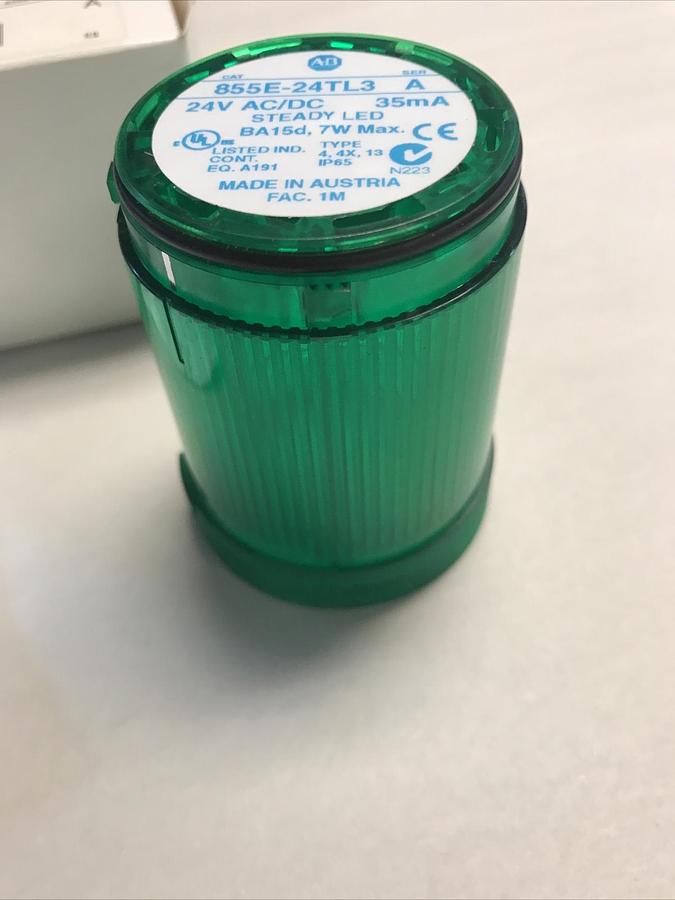 A-B
CAT SER
855E-24TL3 A
24V AC/DC 35mA
STEADY LED
BA15d, 7W Max. CE
UL LISTED IND. CONT. EQ. A191
TYPE 4, 4X, 13 IP65
N223
MADE IN AUSTRIA
FAC. 1M